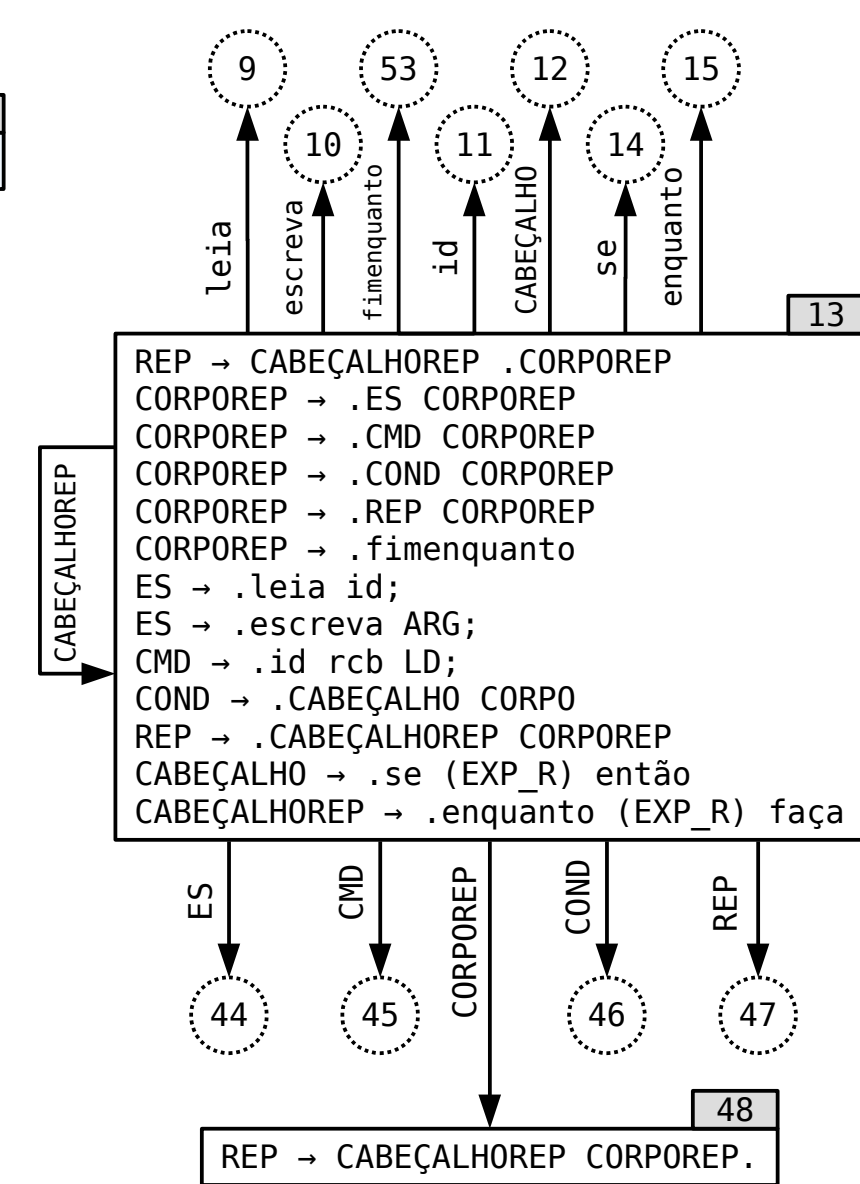 9
53
12
15
10
11
14
leia
escreva
fimenquanto
id
CABEÇALHO
se
enquanto
13
REP → CABEÇALHOREP .CORPOREP
CORPOREP → .ES CORPOREP
CORPOREP → .CMD CORPOREP
CORPOREP → .COND CORPOREP
CORPOREP → .REP CORPOREP
CORPOREP → .fimenquanto
ES → .leia id;
ES → .escreva ARG;
CMD → .id rcb LD;
COND → .CABEÇALHO CORPO
REP → .CABEÇALHOREP CORPOREP
CABEÇALHO → .se (EXP_R) então
CABEÇALHOREP → .enquanto (EXP_R) faça
CABEÇALHOREP
ES
CMD
CORPOREP
COND
REP
44
45
46
47
48
REP → CABEÇALHOREP CORPOREP.